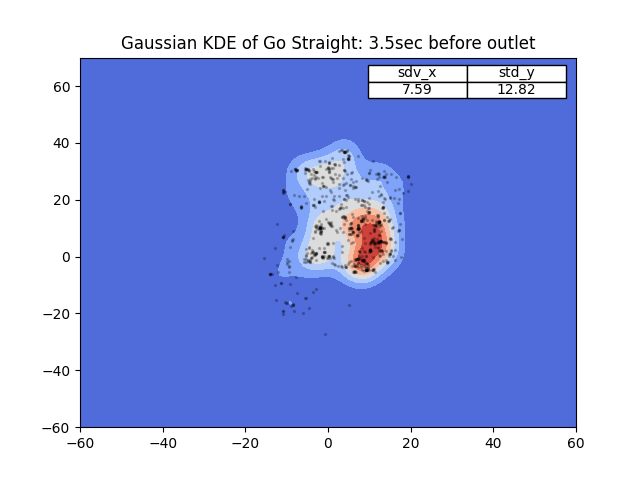 Gaussian KDE of Go Straight: 3.5sec before outlet
sdv_x std_y
7.59 12.82
60
40
20
0
−20
−40
−60
−60 −40 −20 0 20 40 60